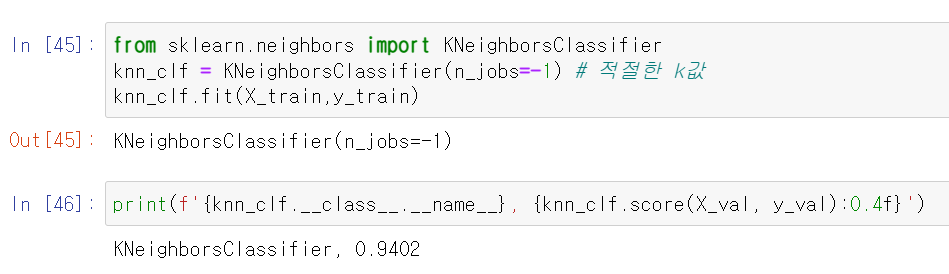 In [45]: from sklearn.neighbors import KNeighborsClassifier
knn_clf = KNeighborsClassifier(n_jobs=-1) # 적절한 k값
knn_clf.fit(X_train,y_train)
Out[45]: KNeighborsClassifier(n_jobs=-1)
In [46]: print(f'{knn_clf.__class__.__name__}, {knn_clf.score(X_val, y_val):0.4f}')
KNeighborsClassifier, 0.9402